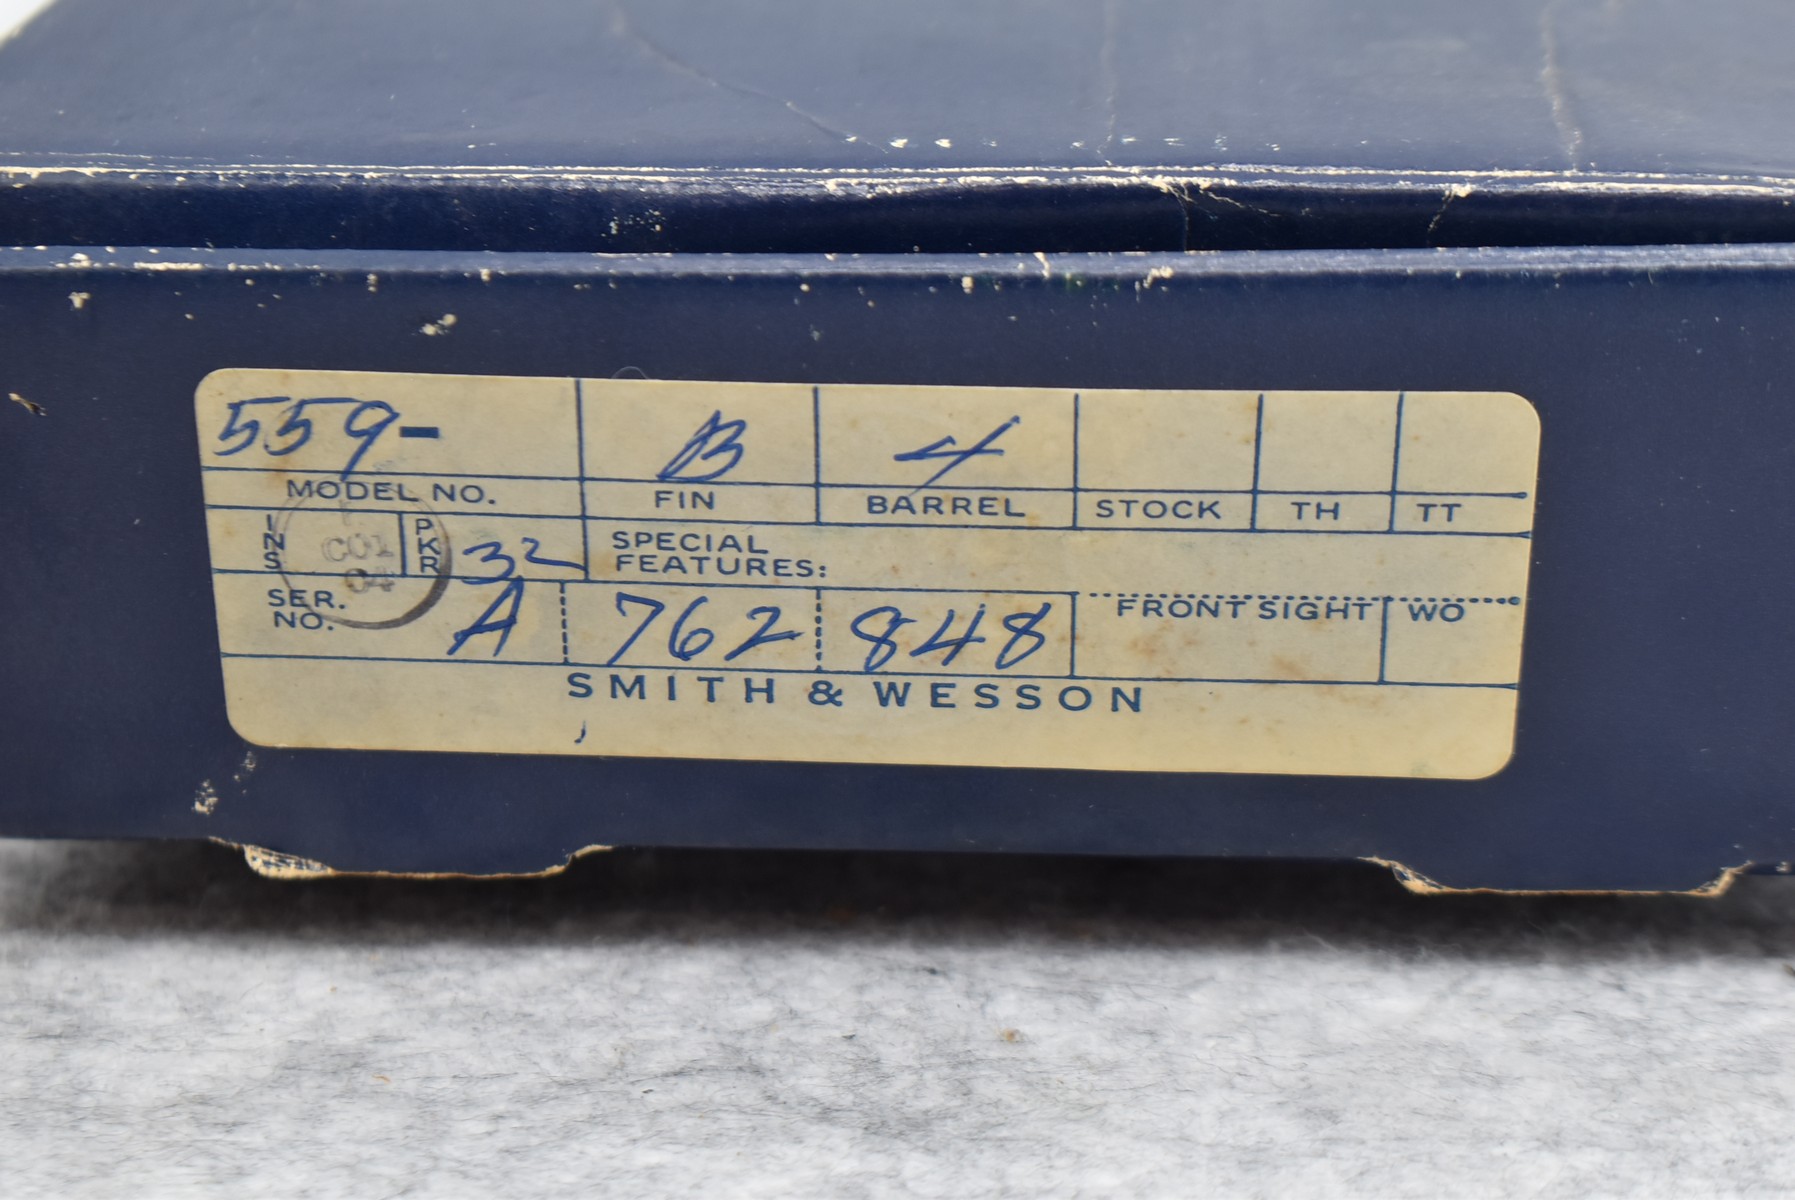 559- B 4
MODEL NO. FIN BARREL STOCK TH TT
INS PKR 32 SPECIAL
FEATURES:
SER. NO. A 762 848 FRONT SIGHT WO
SMITH & WESSON
04